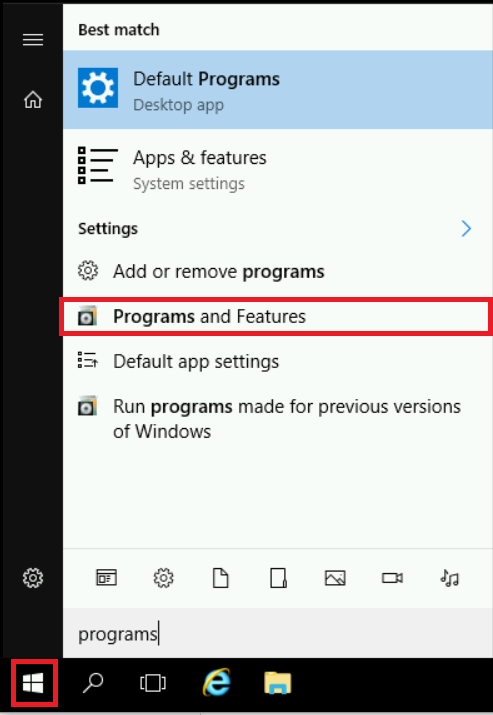 Best match
Default Programs
Desktop app
Apps & features
System settings
Settings
Add or remove programs
Programs and Features
Default app settings
Run programs made for previous versions
of Windows
programs